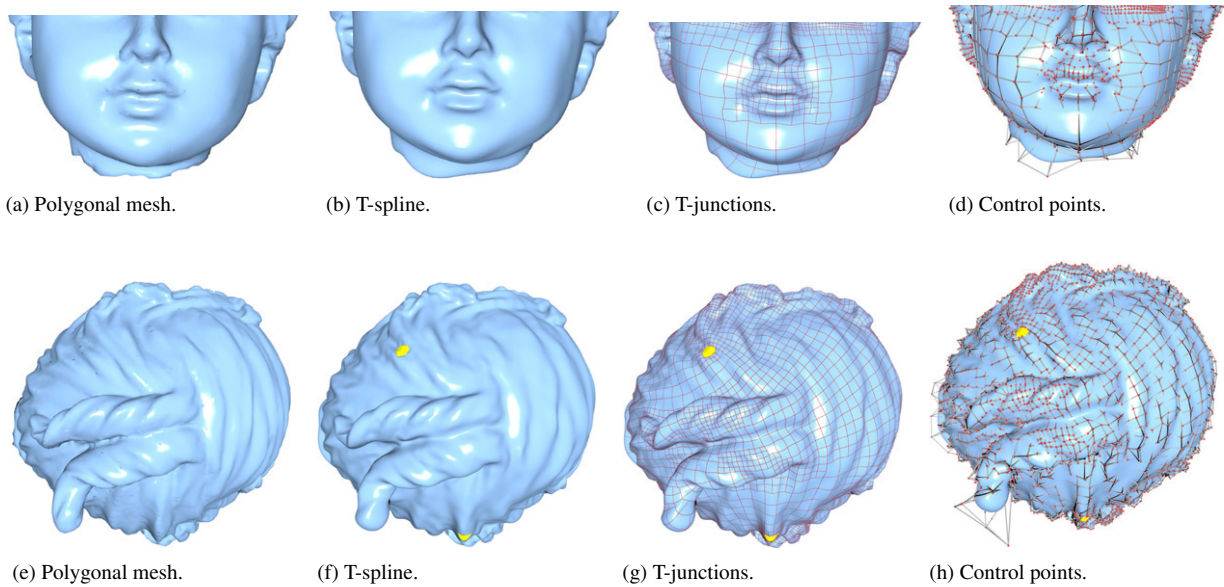 (a) Polygonal mesh.
(b) T-spline.
(c) T-junctions.
(d) Control points.
(e) Polygonal mesh.
(f) T-spline.
(g) T-junctions.
(h) Control points.